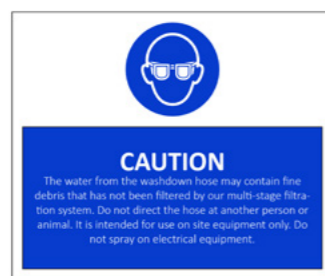 CAUTION
The water from the washdown hose may contain fine
debris that has not been filtered by our multi-stage filtra-
tion system. Do not direct the hose at another person or
animal. It is intended for use on site equipment only. Do
not spray on electrical equipment.